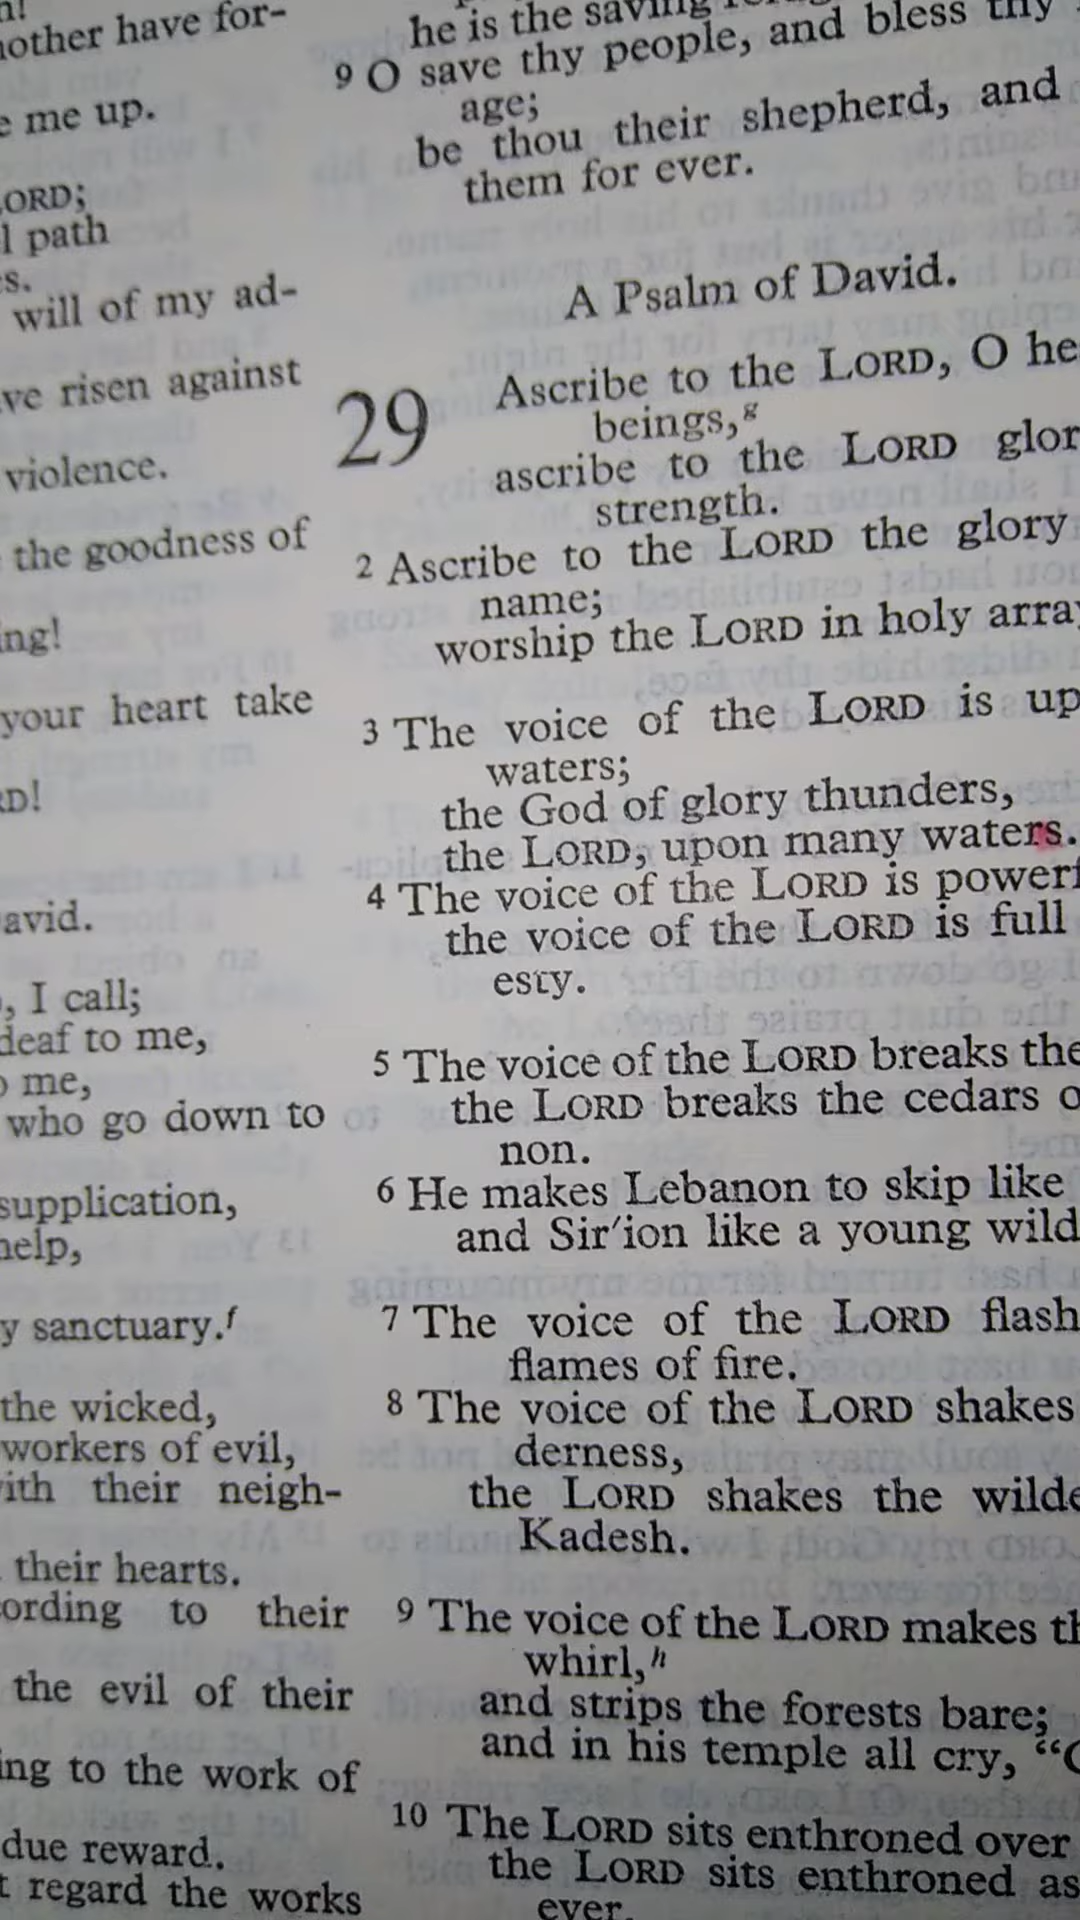 other have for-
me up.
LORD;
path
s.
will of my ad-
ve risen against
violence.
the goodness of
ing!
your heart take
RD!
avid.
, I call;
deaf to me,
me,
who go down to
supplication,
help,
y sanctuary.f
the wicked,
workers of evil,
with their neigh-
their hearts.
cording to their
the evil of their
ing to the work of
due reward.
regard the works
he is the saving
9 O save thy people, and bless thy
age;
be thou their shepherd, and
them for ever.
A Psalm of David.
29 Ascribe to the LORD, O he
beings,g
ascribe to the LORD glor
strength.
2 Ascribe to the LORD the glory
name;
worship the LORD in holy array
3 The voice of the LORD is up
waters;
the God of glory thunders,
the LORD, upon many waters.
4 The voice of the LORD is powerf
the voice of the LORD is full
esty.
5 The voice of the LORD breaks the
the LORD breaks the cedars o
non.
6 He makes Lebanon to skip like
and Sir′ion like a young wild
7 The voice of the LORD flash
flames of fire.
8 The voice of the LORD shakes
derness,
the LORD shakes the wilde
Kadesh.
9 The voice of the LORD makes th
whirl,h
and strips the forests bare;
and in his temple all cry, “G
10 The LORD sits enthroned over
the LORD sits enthroned as
ever.